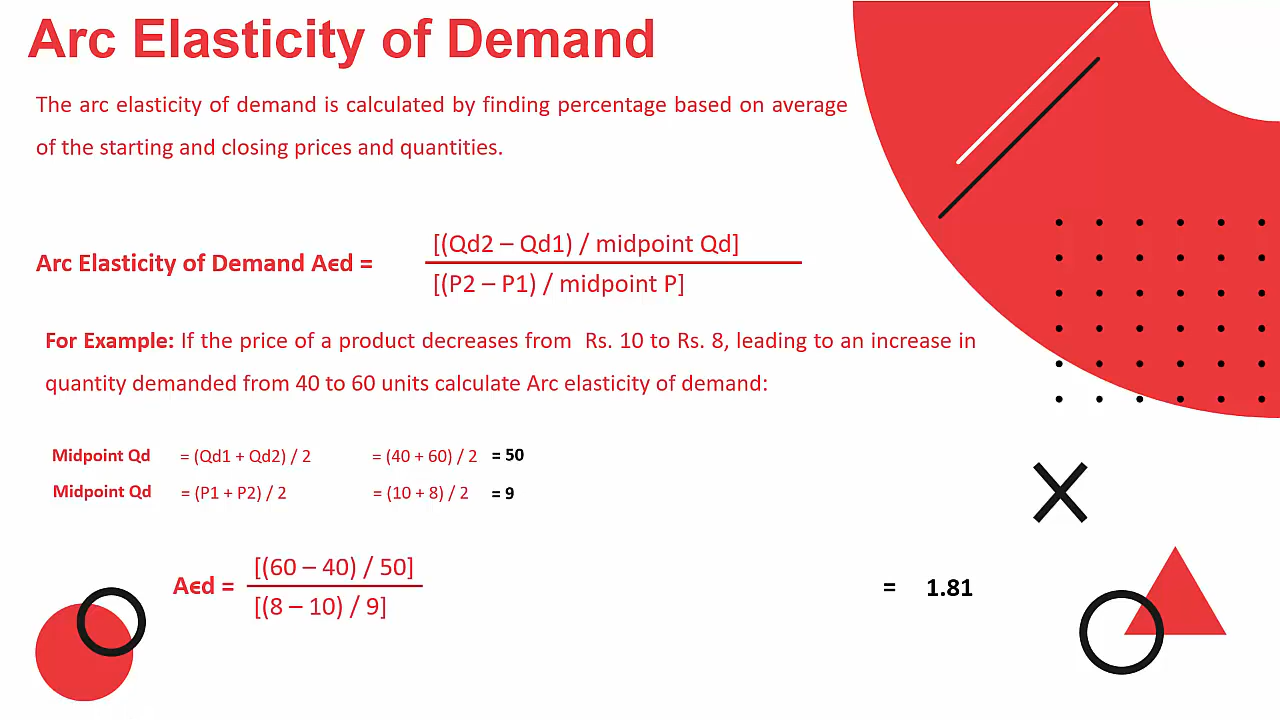 Arc Elasticity of Demand
The arc elasticity of demand is calculated by finding percentage based on average
of the starting and closing prices and quantities.
Arc Elasticity of Demand Aϵd =
[(Qd2 – Qd1) / midpoint Qd]
[(P2 – P1) / midpoint P]
For Example: If the price of a product decreases from Rs. 10 to Rs. 8, leading to an increase in
quantity demanded from 40 to 60 units calculate Arc elasticity of demand:
Midpoint Qd = (Qd1 + Qd2) / 2 = (40 + 60) / 2 = 50
Midpoint Qd = (P1 + P2) / 2 = (10 + 8) / 2 = 9
Aϵd =
[(60 – 40) / 50]
[(8 – 10) / 9]
= 1.81